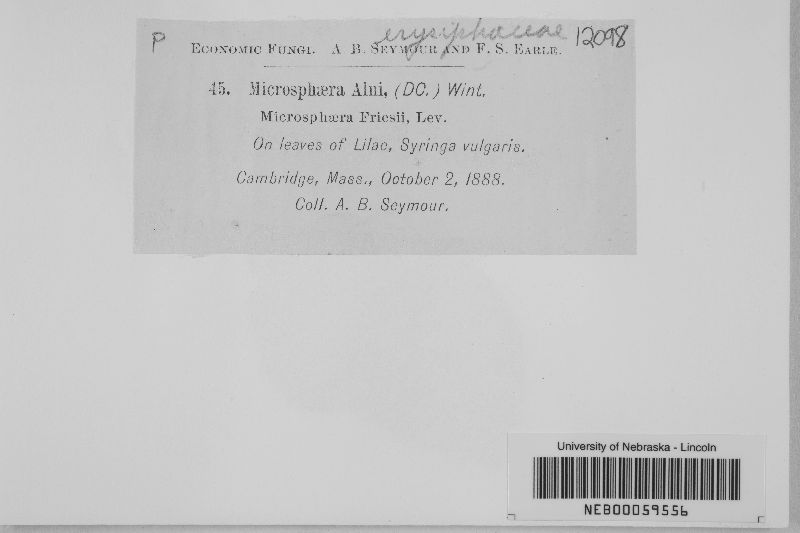 P erysiphaceae 12098
ECONOMIC FUNGI. A. B. SEYMOUR AND F. S. EARLE.
45. Microsphæra Alni, (DC.) Wint.
Microsphæra Friesii, Lev.
On leaves of Lilac, Syringa vulgaris.
Cambridge, Mass., October 2, 1888.
Coll. A. B. Seymour.
University of Nebraska - Lincoln
NEB00059556